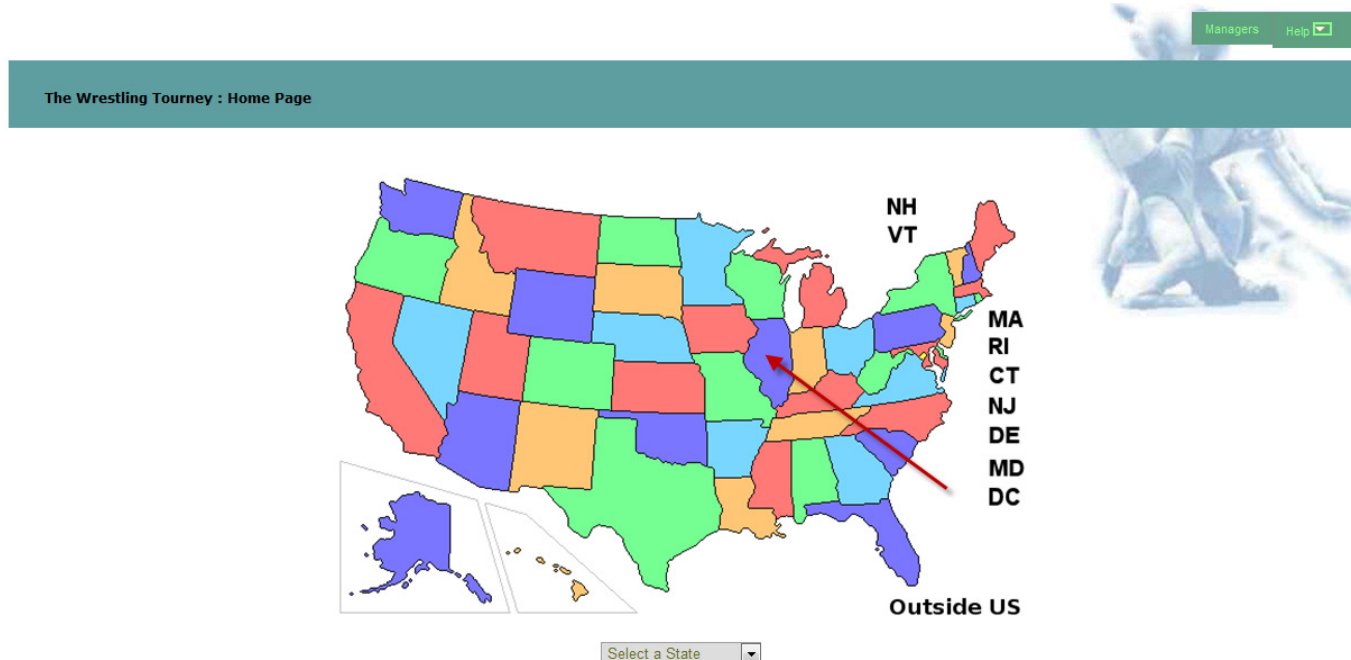 Managers
Help
The Wrestling Tourney : Home Page
NH
VT
MA
RI
CT
NJ
DE
MD
DC
Outside US
Select a State